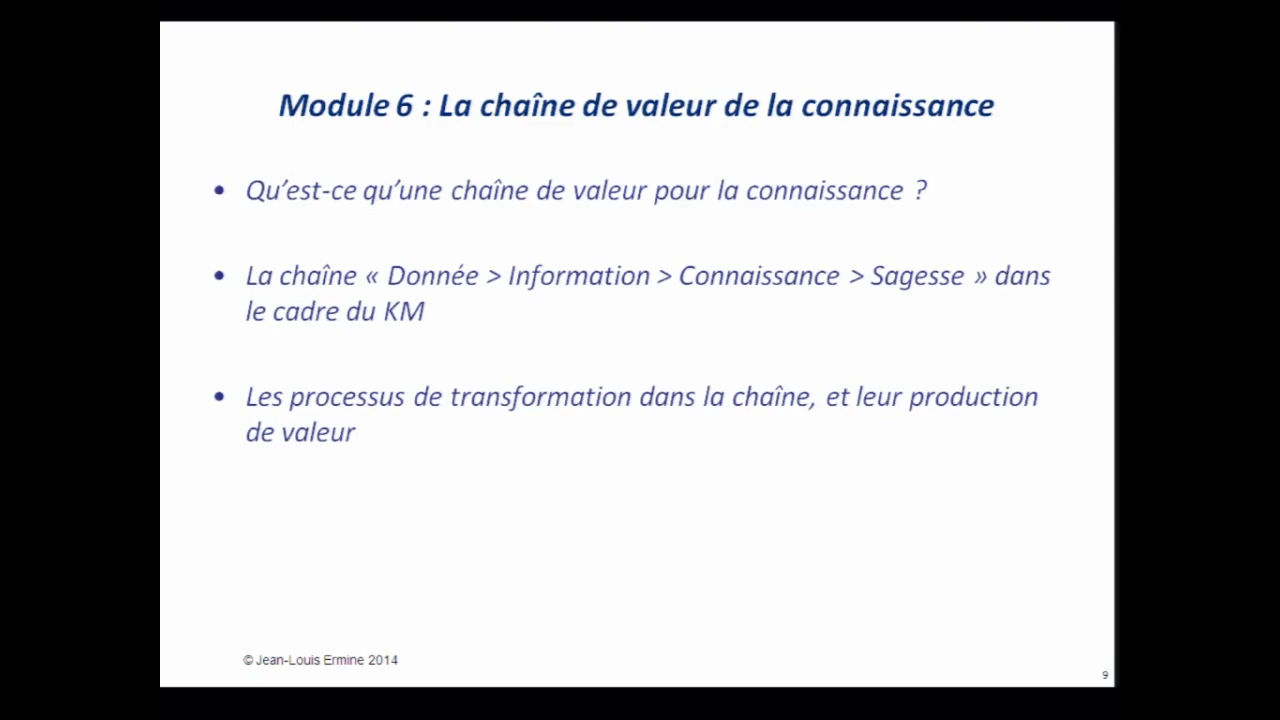 Module 6 : La chaîne de valeur de la connaissance
• Qu’est-ce qu’une chaîne de valeur pour la connaissance ?
• La chaîne « Donnée > Information > Connaissance > Sagesse » dans
le cadre du KM
• Les processus de transformation dans la chaîne, et leur production
de valeur
© Jean-Louis Ermine 2014
9